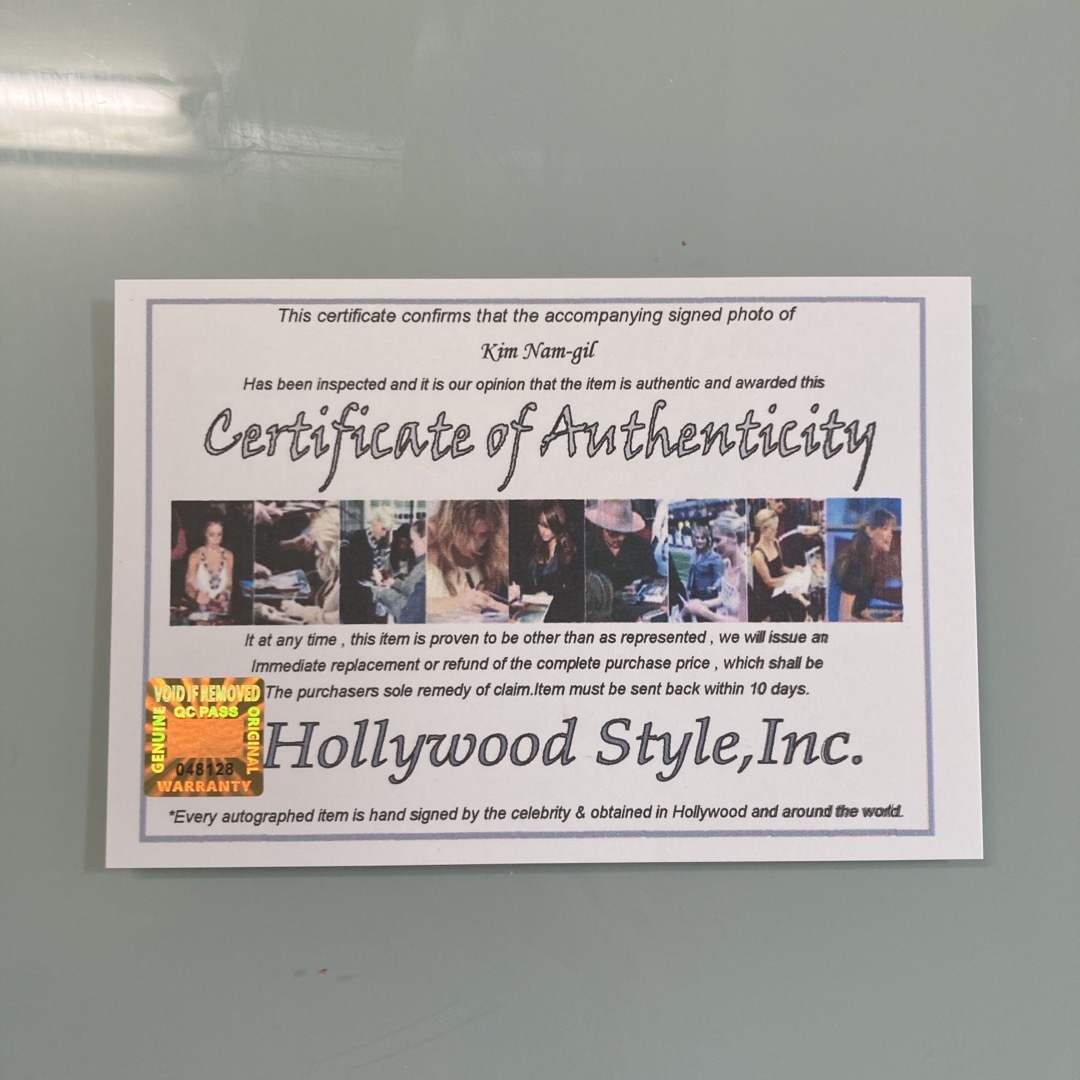 This certificate confirms that the accompanying signed photo of
Kim Nam-gil
Has been inspected and it is our opinion that the item is authentic and awarded this
Certificate of Authenticity
It at any time , this item is proven to be other than as represented , we will issue an
Immediate replacement or refund of the complete purchase price , which shall be
The purchasers sole remedy of claim.Item must be sent back within 10 days.
VOID IF REMOVED
QC PASS
GENUINE
ORIGINAL
048128
WARRANTY
Hollywood Style,Inc.
*Every autographed item is hand signed by the celebrity & obtained in Hollywood and around the world.